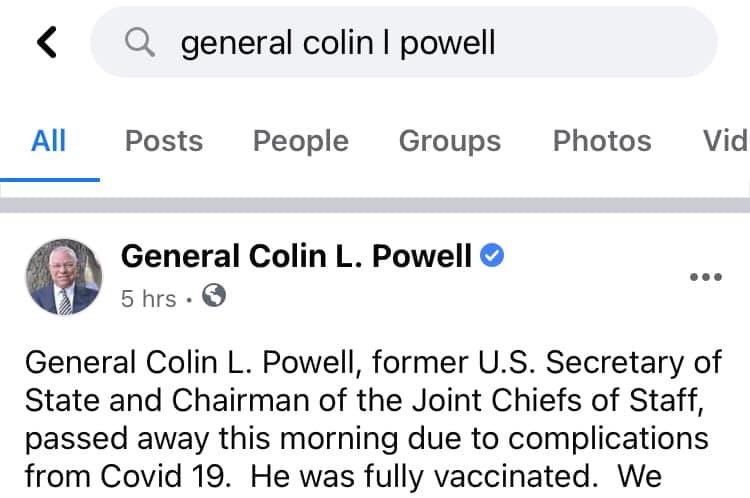 general colin l powell
All Posts People Groups Photos Vid
General Colin L. Powell
5 hrs ·
General Colin L. Powell, former U.S. Secretary of
State and Chairman of the Joint Chiefs of Staff,
passed away this morning due to complications
from Covid 19.  He was fully vaccinated.  We